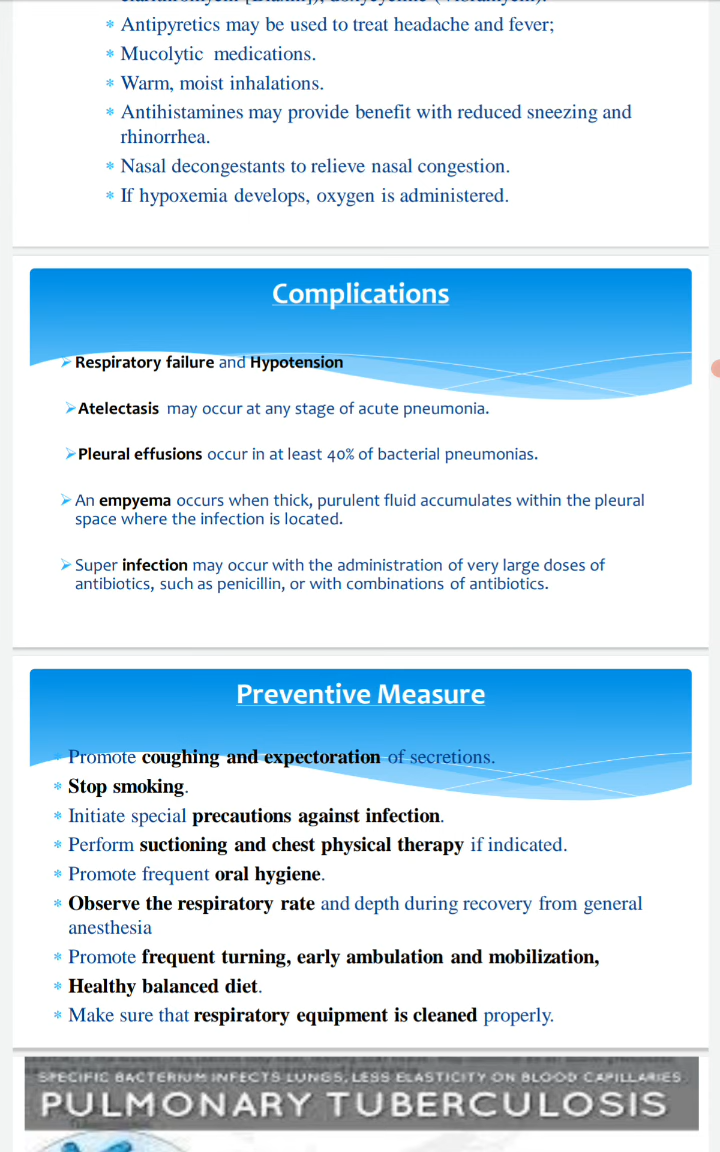 * Antipyretics may be used to treat headache and fever;
* Mucolytic medications.
* Warm, moist inhalations.
* Antihistamines may provide benefit with reduced sneezing and
rhinorrhea.
* Nasal decongestants to relieve nasal congestion.
* If hypoxemia develops, oxygen is administered.
Complications
➢ Respiratory failure and Hypotension
➢ Atelectasis may occur at any stage of acute pneumonia.
➢ Pleural effusions occur in at least 40% of bacterial pneumonias.
➢ An empyema occurs when thick, purulent fluid accumulates within the pleural
space where the infection is located.
➢ Super infection may occur with the administration of very large doses of
antibiotics, such as penicillin, or with combinations of antibiotics.
Preventive Measure
* Promote coughing and expectoration of secretions.
* Stop smoking.
* Initiate special precautions against infection.
* Perform suctioning and chest physical therapy if indicated.
* Promote frequent oral hygiene.
* Observe the respiratory rate and depth during recovery from general
anesthesia
* Promote frequent turning, early ambulation and mobilization,
* Healthy balanced diet.
* Make sure that respiratory equipment is cleaned properly.
SPECIFIC BACTERIUM INFECTS LUNGS, LESS ELASTICITY ON BLOOD CAPILLARIES
PULMONARY TUBERCULOSIS